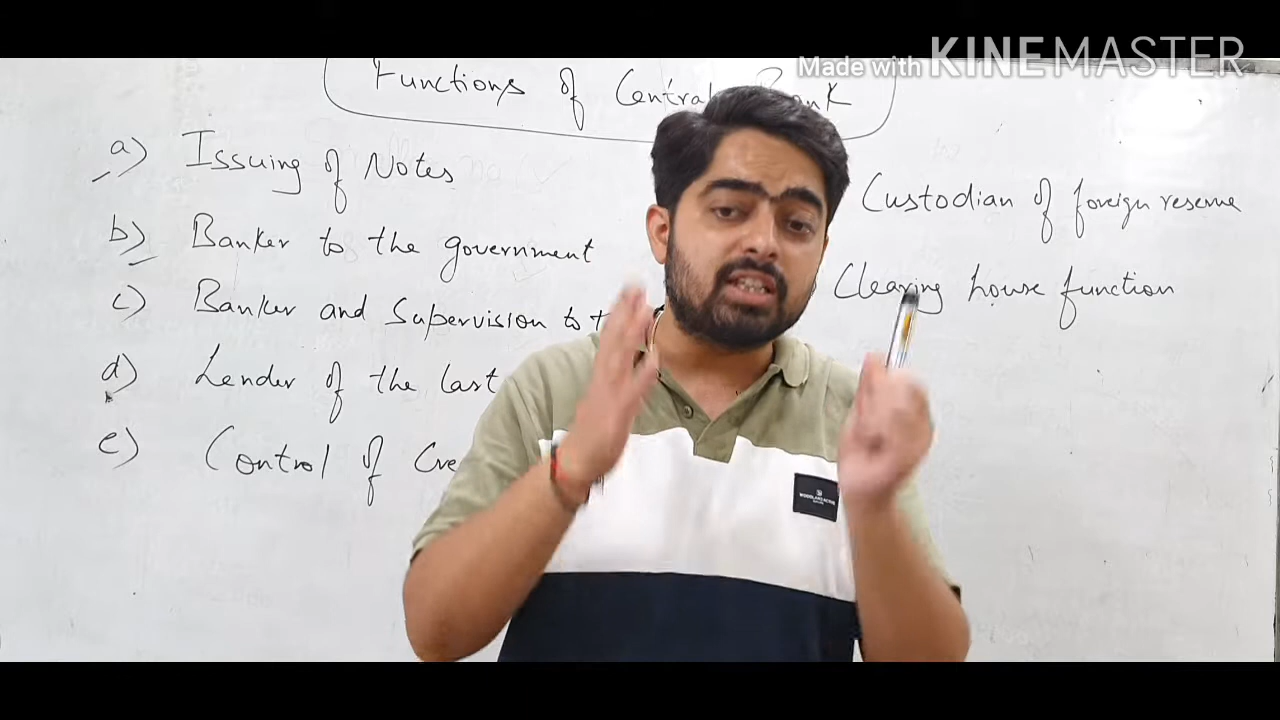 Made with KINEMASTER
Functions of Central Bank
a) Issuing of Notes
b) Banker to the government
c) Banker and Supervision to
d) Lender of the last
e) Control of
Custodian of foreign reserve
Clearing house function